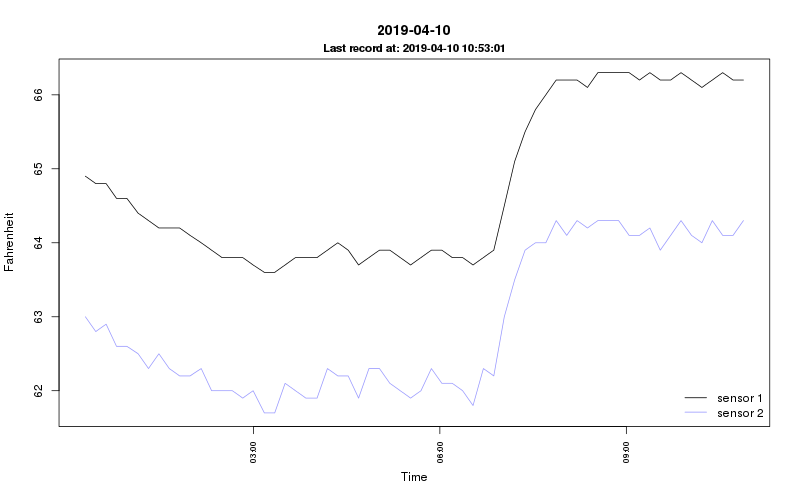 2019-04-10
Last record at: 2019-04-10 10:53:01
Fahrenheit
66
65
64
63
62
sensor 1
sensor 2
03:00
06:00
09:00
Time